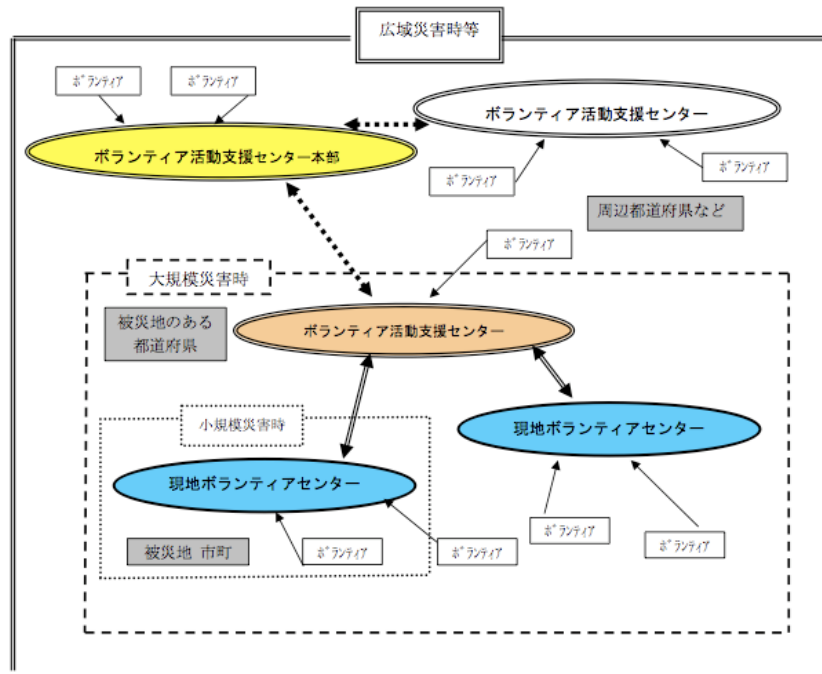 広域災害時等
ﾎﾞﾗﾝﾃｨｱ
ﾎﾞﾗﾝﾃｨｱ
ボランティア活動支援センター
ボランティア活動支援センター本部
ﾎﾞﾗﾝﾃｨｱ
ﾎﾞﾗﾝﾃｨｱ
周辺都道府県など
ﾎﾞﾗﾝﾃｨｱ
大規模災害時
被災地のある
都道府県
ボランティア活動支援センター
小規模災害時
現地ボランティアセンター
現地ボランティアセンター
ﾎﾞﾗﾝﾃｨｱ
ﾎﾞﾗﾝﾃｨｱ
被災地 市町
ﾎﾞﾗﾝﾃｨｱ
ﾎﾞﾗﾝﾃｨｱ